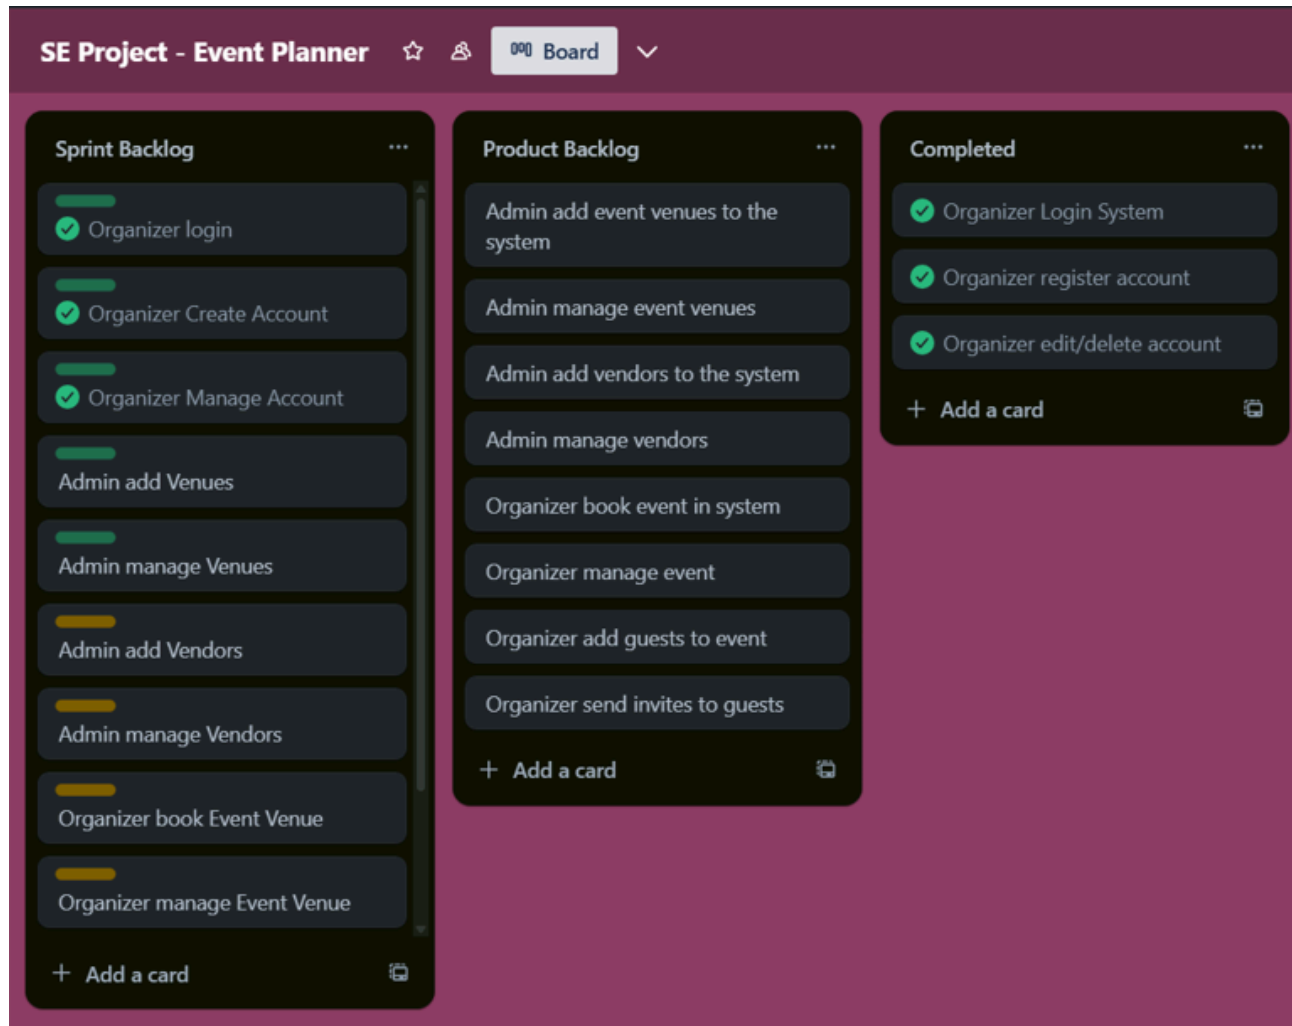 SE Project - Event Planner
Board
Sprint Backlog
Organizer login
Organizer Create Account
Organizer Manage Account
Admin add Venues
Admin manage Venues
Admin add Vendors
Admin manage Vendors
Organizer book Event Venue
Organizer manage Event Venue
+ Add a card
Product Backlog
Admin add event venues to the
system
Admin manage event venues
Admin add vendors to the system
Admin manage vendors
Organizer book event in system
Organizer manage event
Organizer add guests to event
Organizer send invites to guests
+ Add a card
Completed
Organizer Login System
Organizer register account
Organizer edit/delete account
+ Add a card